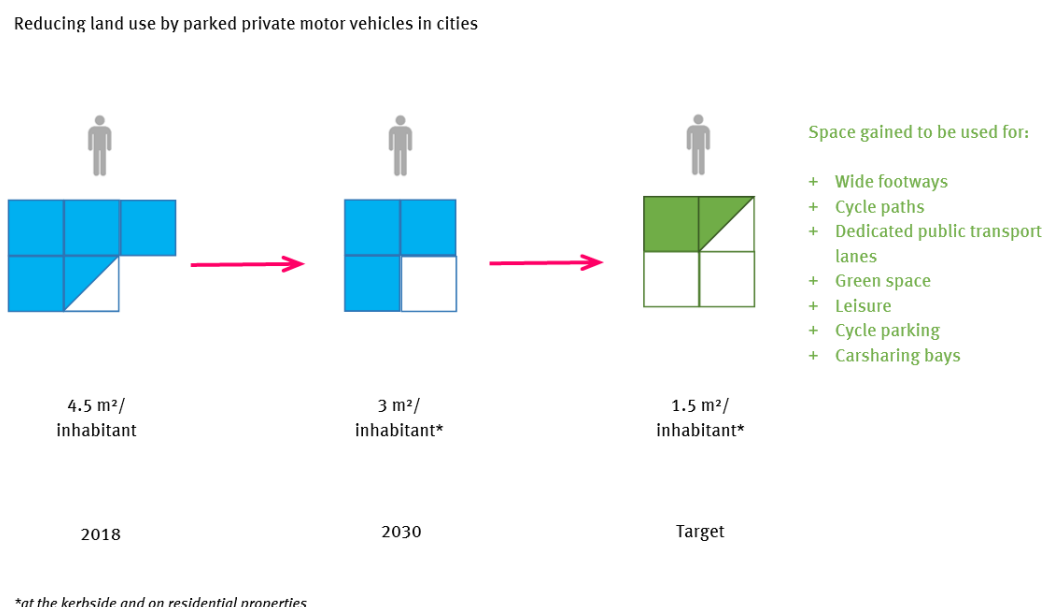 Reducing land use by parked private motor vehicles in cities
Space gained to be used for:
+ Wide footways
+ Cycle paths
+ Dedicated public transport
lanes
+ Green space
+ Leisure
+ Cycle parking
+ Carsharing bays
4.5 m²/
inhabitant
3 m²/
inhabitant*
1.5 m²/
inhabitant*
2018
2030
Target
*at the kerbside and on residential properties